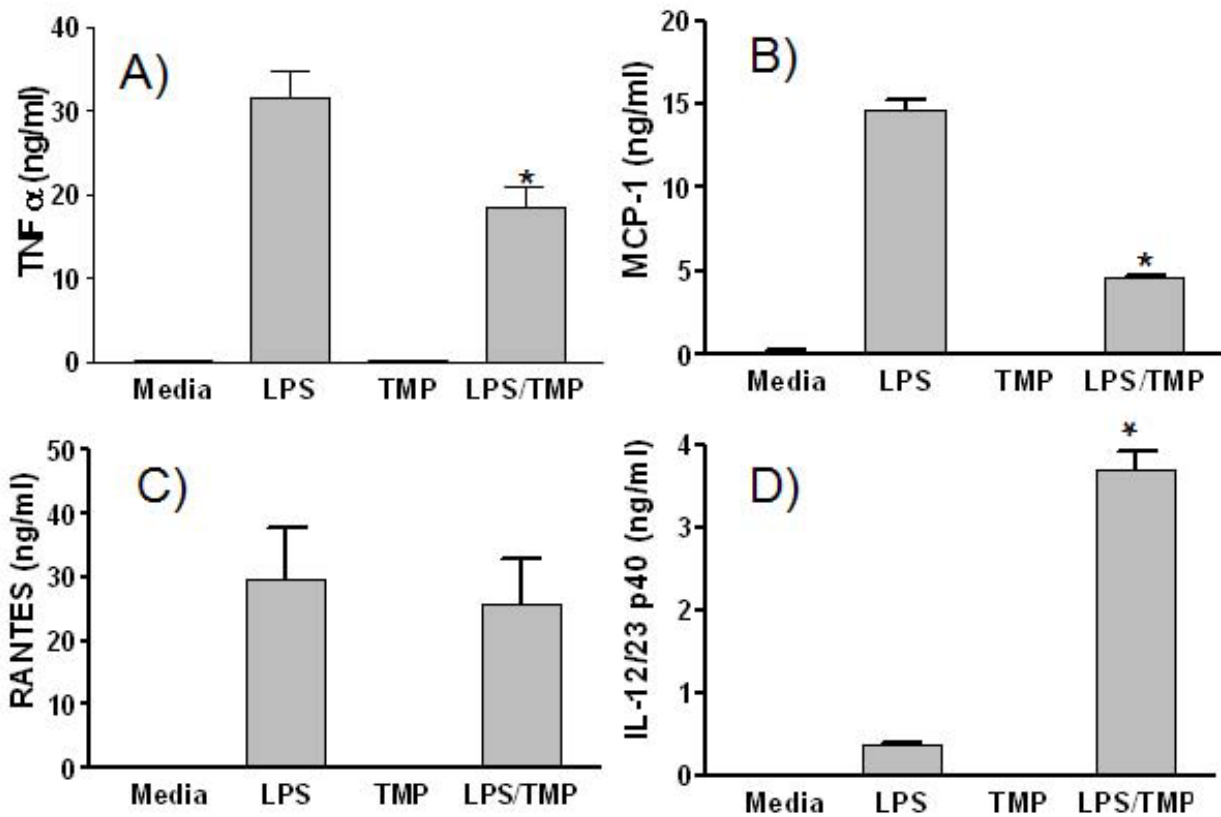 A)
TNF α (ng/ml)
40
30
20
10
0
*
Media LPS TMP LPS/TMP
B)
MCP-1 (ng/ml)
20
15
10
5
0
*
Media LPS TMP LPS/TMP
C)
RANTES (ng/ml)
50
40
30
20
10
0
Media LPS TMP LPS/TMP
D)
IL-12/23 p40 (ng/ml)
4
3
2
1
0
*
Media LPS TMP LPS/TMP